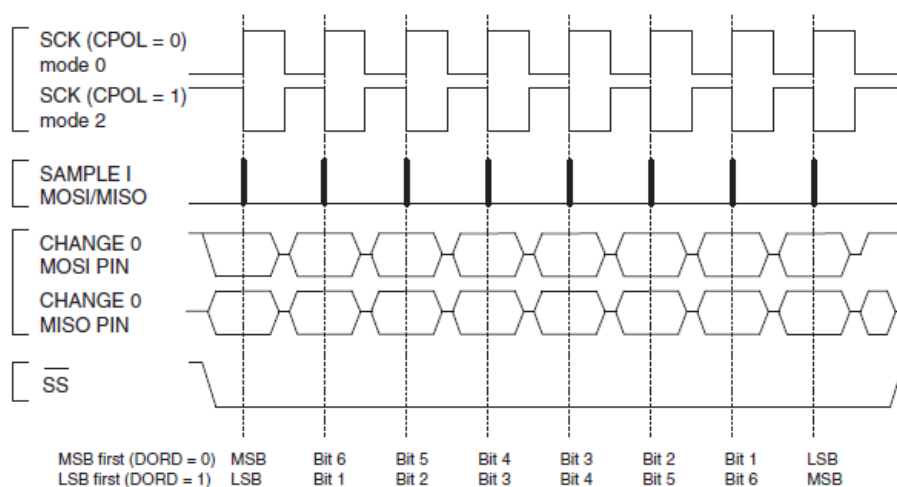 SCK (CPOL = 0)
mode 0
SCK (CPOL = 1)
mode 2
SAMPLE I
MOSI/MISO
CHANGE 0
MOSI PIN
CHANGE 0
MISO PIN
SS
MSB first (DORD = 0) MSB Bit 6 Bit 5 Bit 4 Bit 3 Bit 2 Bit 1 LSB
LSB first (DORD = 1) LSB Bit 1 Bit 2 Bit 3 Bit 4 Bit 5 Bit 6 MSB